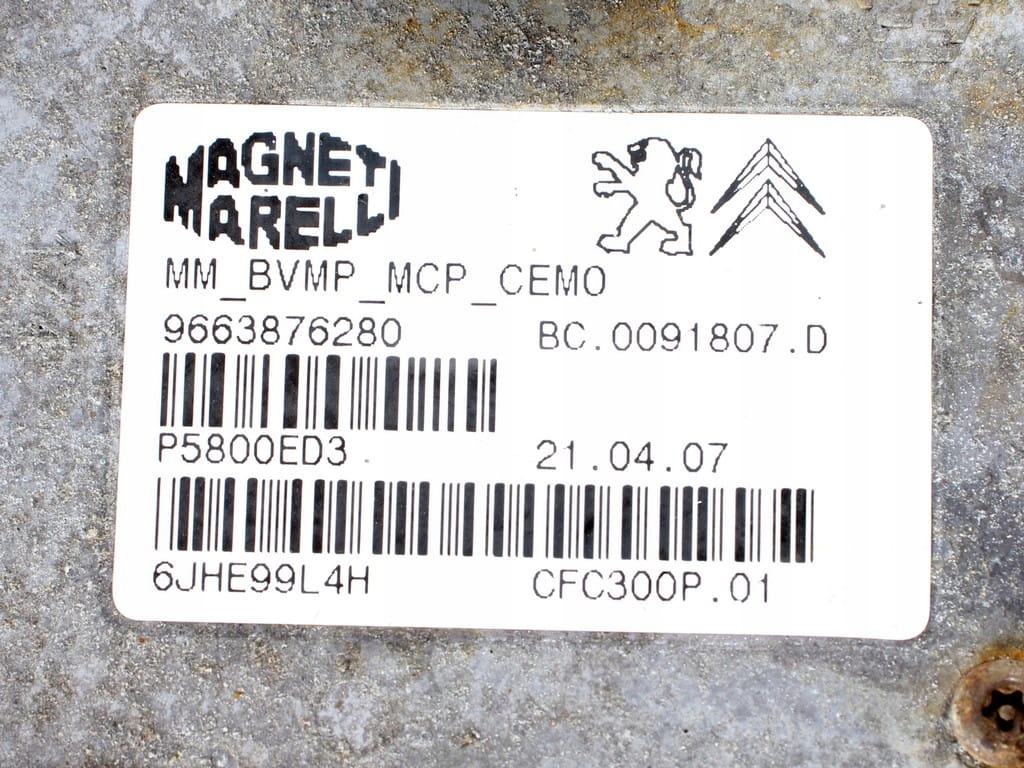 MAGNETI
MARELLI
MM_BVMP_MCP_CEMO
9663876280 BC.0091807.D
P5800ED3 21.04.07
6JHE99L4H CFC300P.01